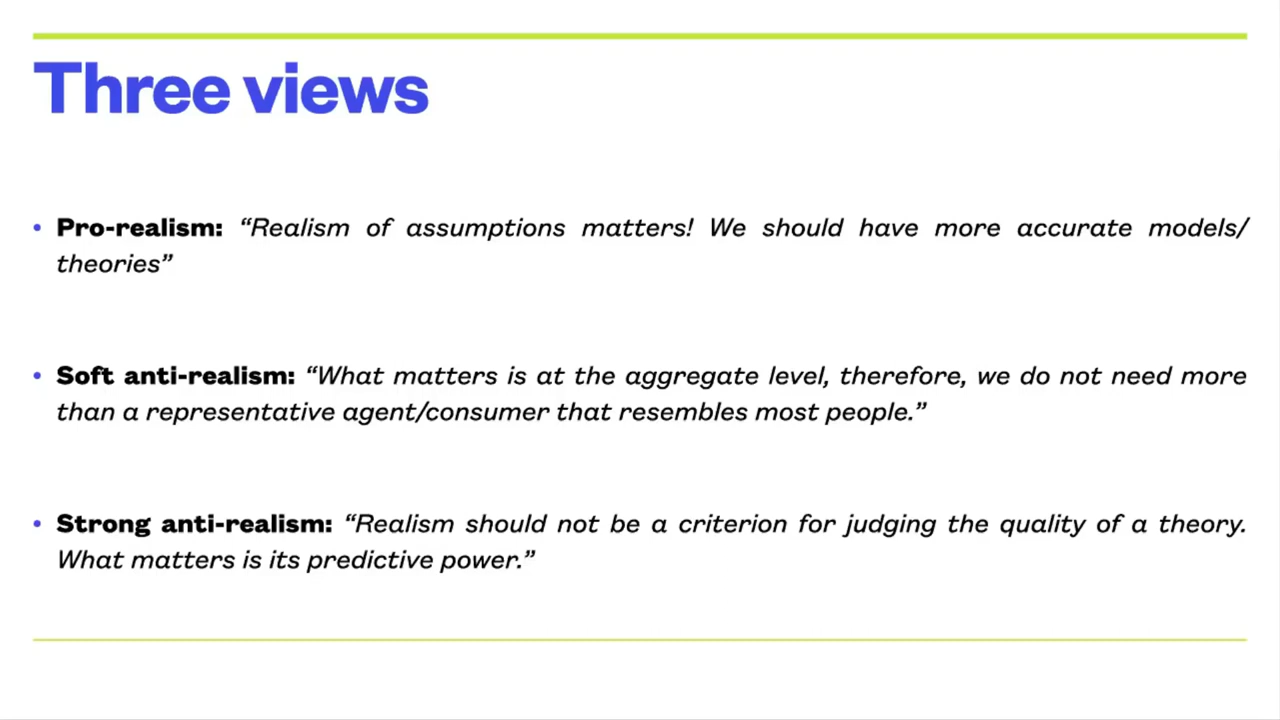 Three views
• Pro-realism: “Realism of assumptions matters! We should have more accurate models/
theories”
• Soft anti-realism: “What matters is at the aggregate level, therefore, we do not need more
than a representative agent/consumer that resembles most people.”
• Strong anti-realism: “Realism should not be a criterion for judging the quality of a theory.
What matters is its predictive power.”